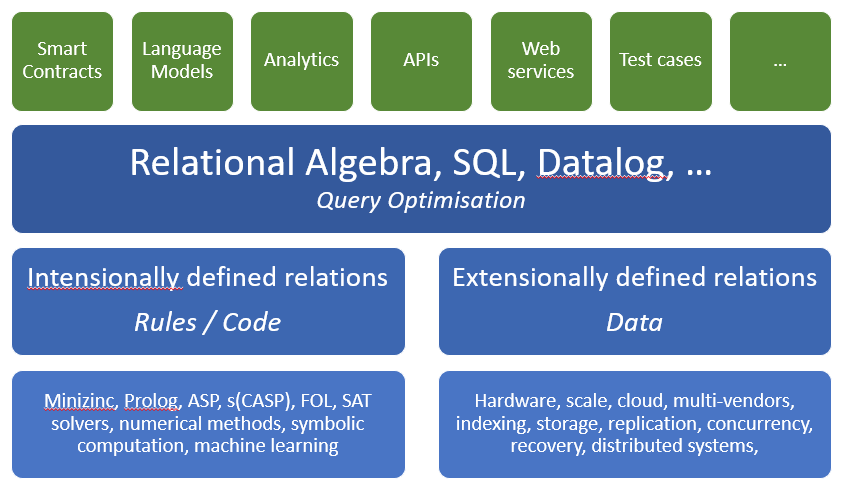 Smart
Contracts
Language
Models
Analytics
APIs
Web
services
Test cases
...
Relational Algebra, SQL, Datalog, ...
Query Optimisation
Intensionally defined relations
Rules / Code
Extensionally defined relations
Data
Minizinc, Prolog, ASP, s(CASP), FOL, SAT
solvers, numerical methods, symbolic
computation, machine learning
Hardware, scale, cloud, multi-vendors,
indexing, storage, replication, concurrency,
recovery, distributed systems,